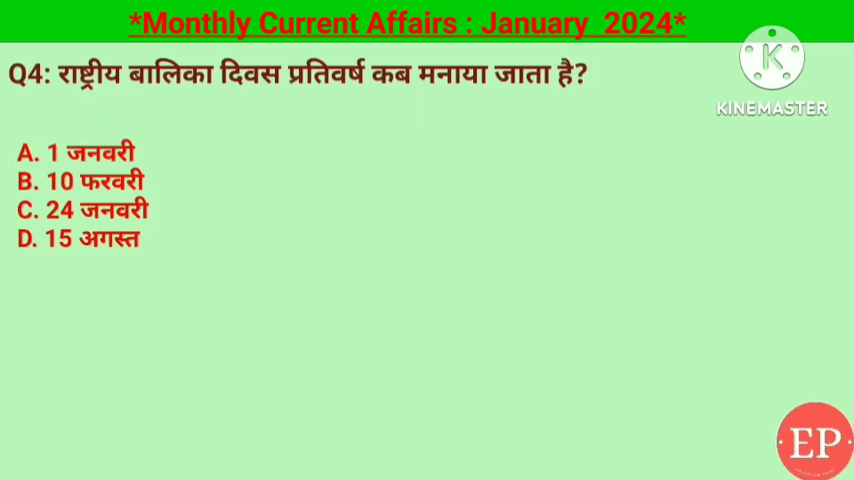 *Monthly Current Affairs : January 2024*
Q4: राष्ट्रीय बालिका दिवस प्रतिवर्ष कब मनाया जाता है?
K
KINEMASTER
A. 1 जनवरी
B. 10 फरवरी
C. 24 जनवरी
D. 15 अगस्त
EP